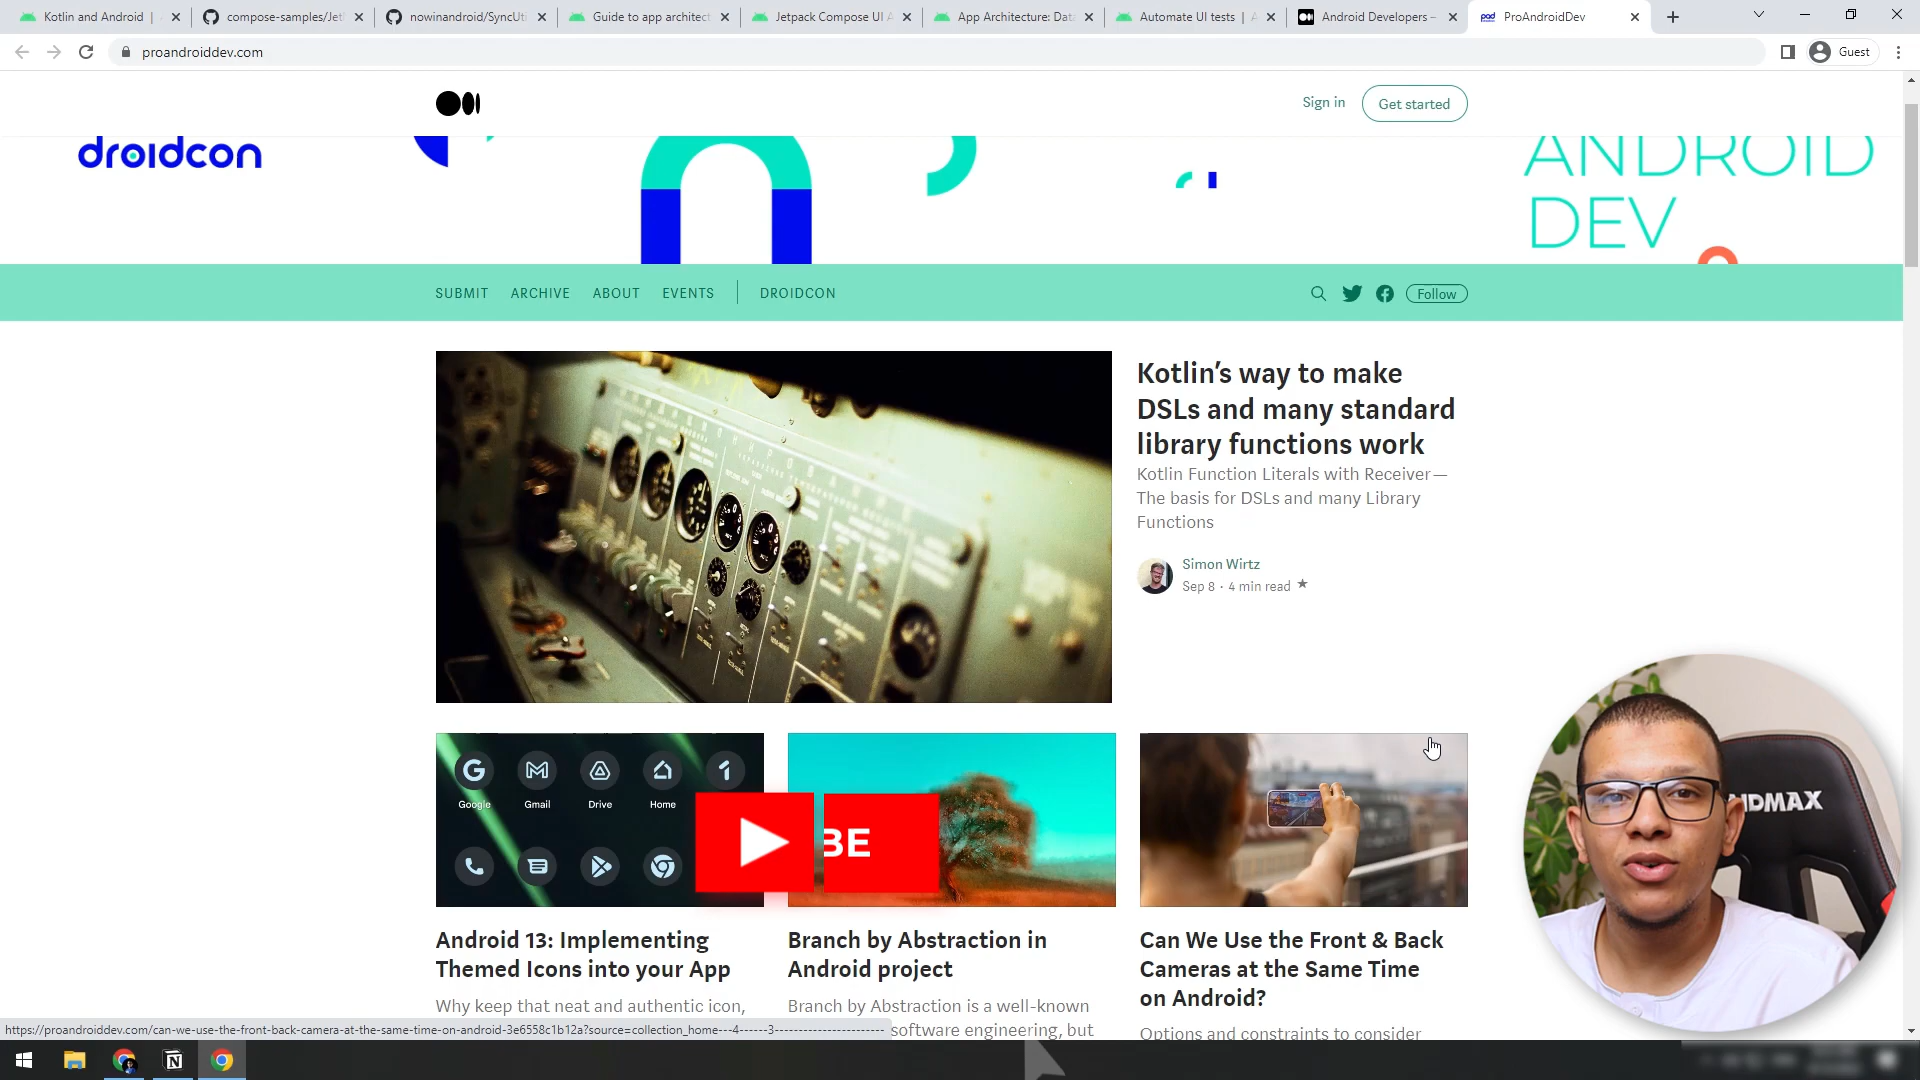 Kotlin and Android |
compose-samples/Jet
nowinandroid/SyncUti
Guide to app architect
Jetpack Compose UI A
App Architecture: Data
Automate UI tests |
Android Developers –
ProAndroidDev
proandroiddev.com
Guest
Sign in
Get started
droidcon
ANDROID
DEV
SUBMIT
ARCHIVE
ABOUT
EVENTS
DROIDCON
Follow
Kotlin’s way to make
DSLs and many standard
library functions work
Kotlin Function Literals with Receiver—
The basis for DSLs and many Library
Functions
Simon Wirtz
Sep 8 · 4 min read
Google
Gmail
Drive
Home
BE
Android 13: Implementing
Themed Icons into your App
Why keep that neat and authentic icon,
Branch by Abstraction in
Android project
Branch by Abstraction is a well-known
software engineering, but
Can We Use the Front & Back
Cameras at the Same Time
on Android?
Options and constraints to consider
https://proandroiddev.com/can-we-use-the-front-back-camera-at-the-same-time-on-android-3e6558c1b12a?source=collection_home---4------3-----------------------